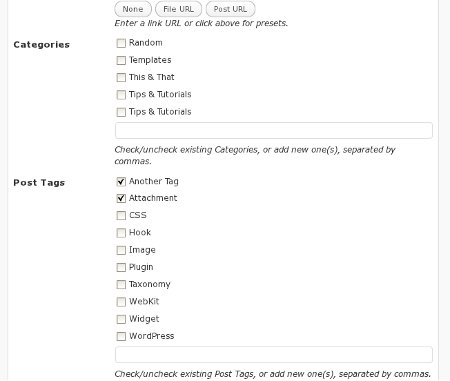 None File URL Post URL
Enter a link URL or click above for presets.
Categories
Random
Templates
This & That
Tips & Tutorials
Tips & Tutorials
Check/uncheck existing Categories, or add new one(s), separated by
commas.
Post Tags
Another Tag
Attachment
CSS
Hook
Image
Plugin
Taxonomy
WebKit
Widget
WordPress
Check/uncheck existing Post Tags, or add new one(s), separated by commas.